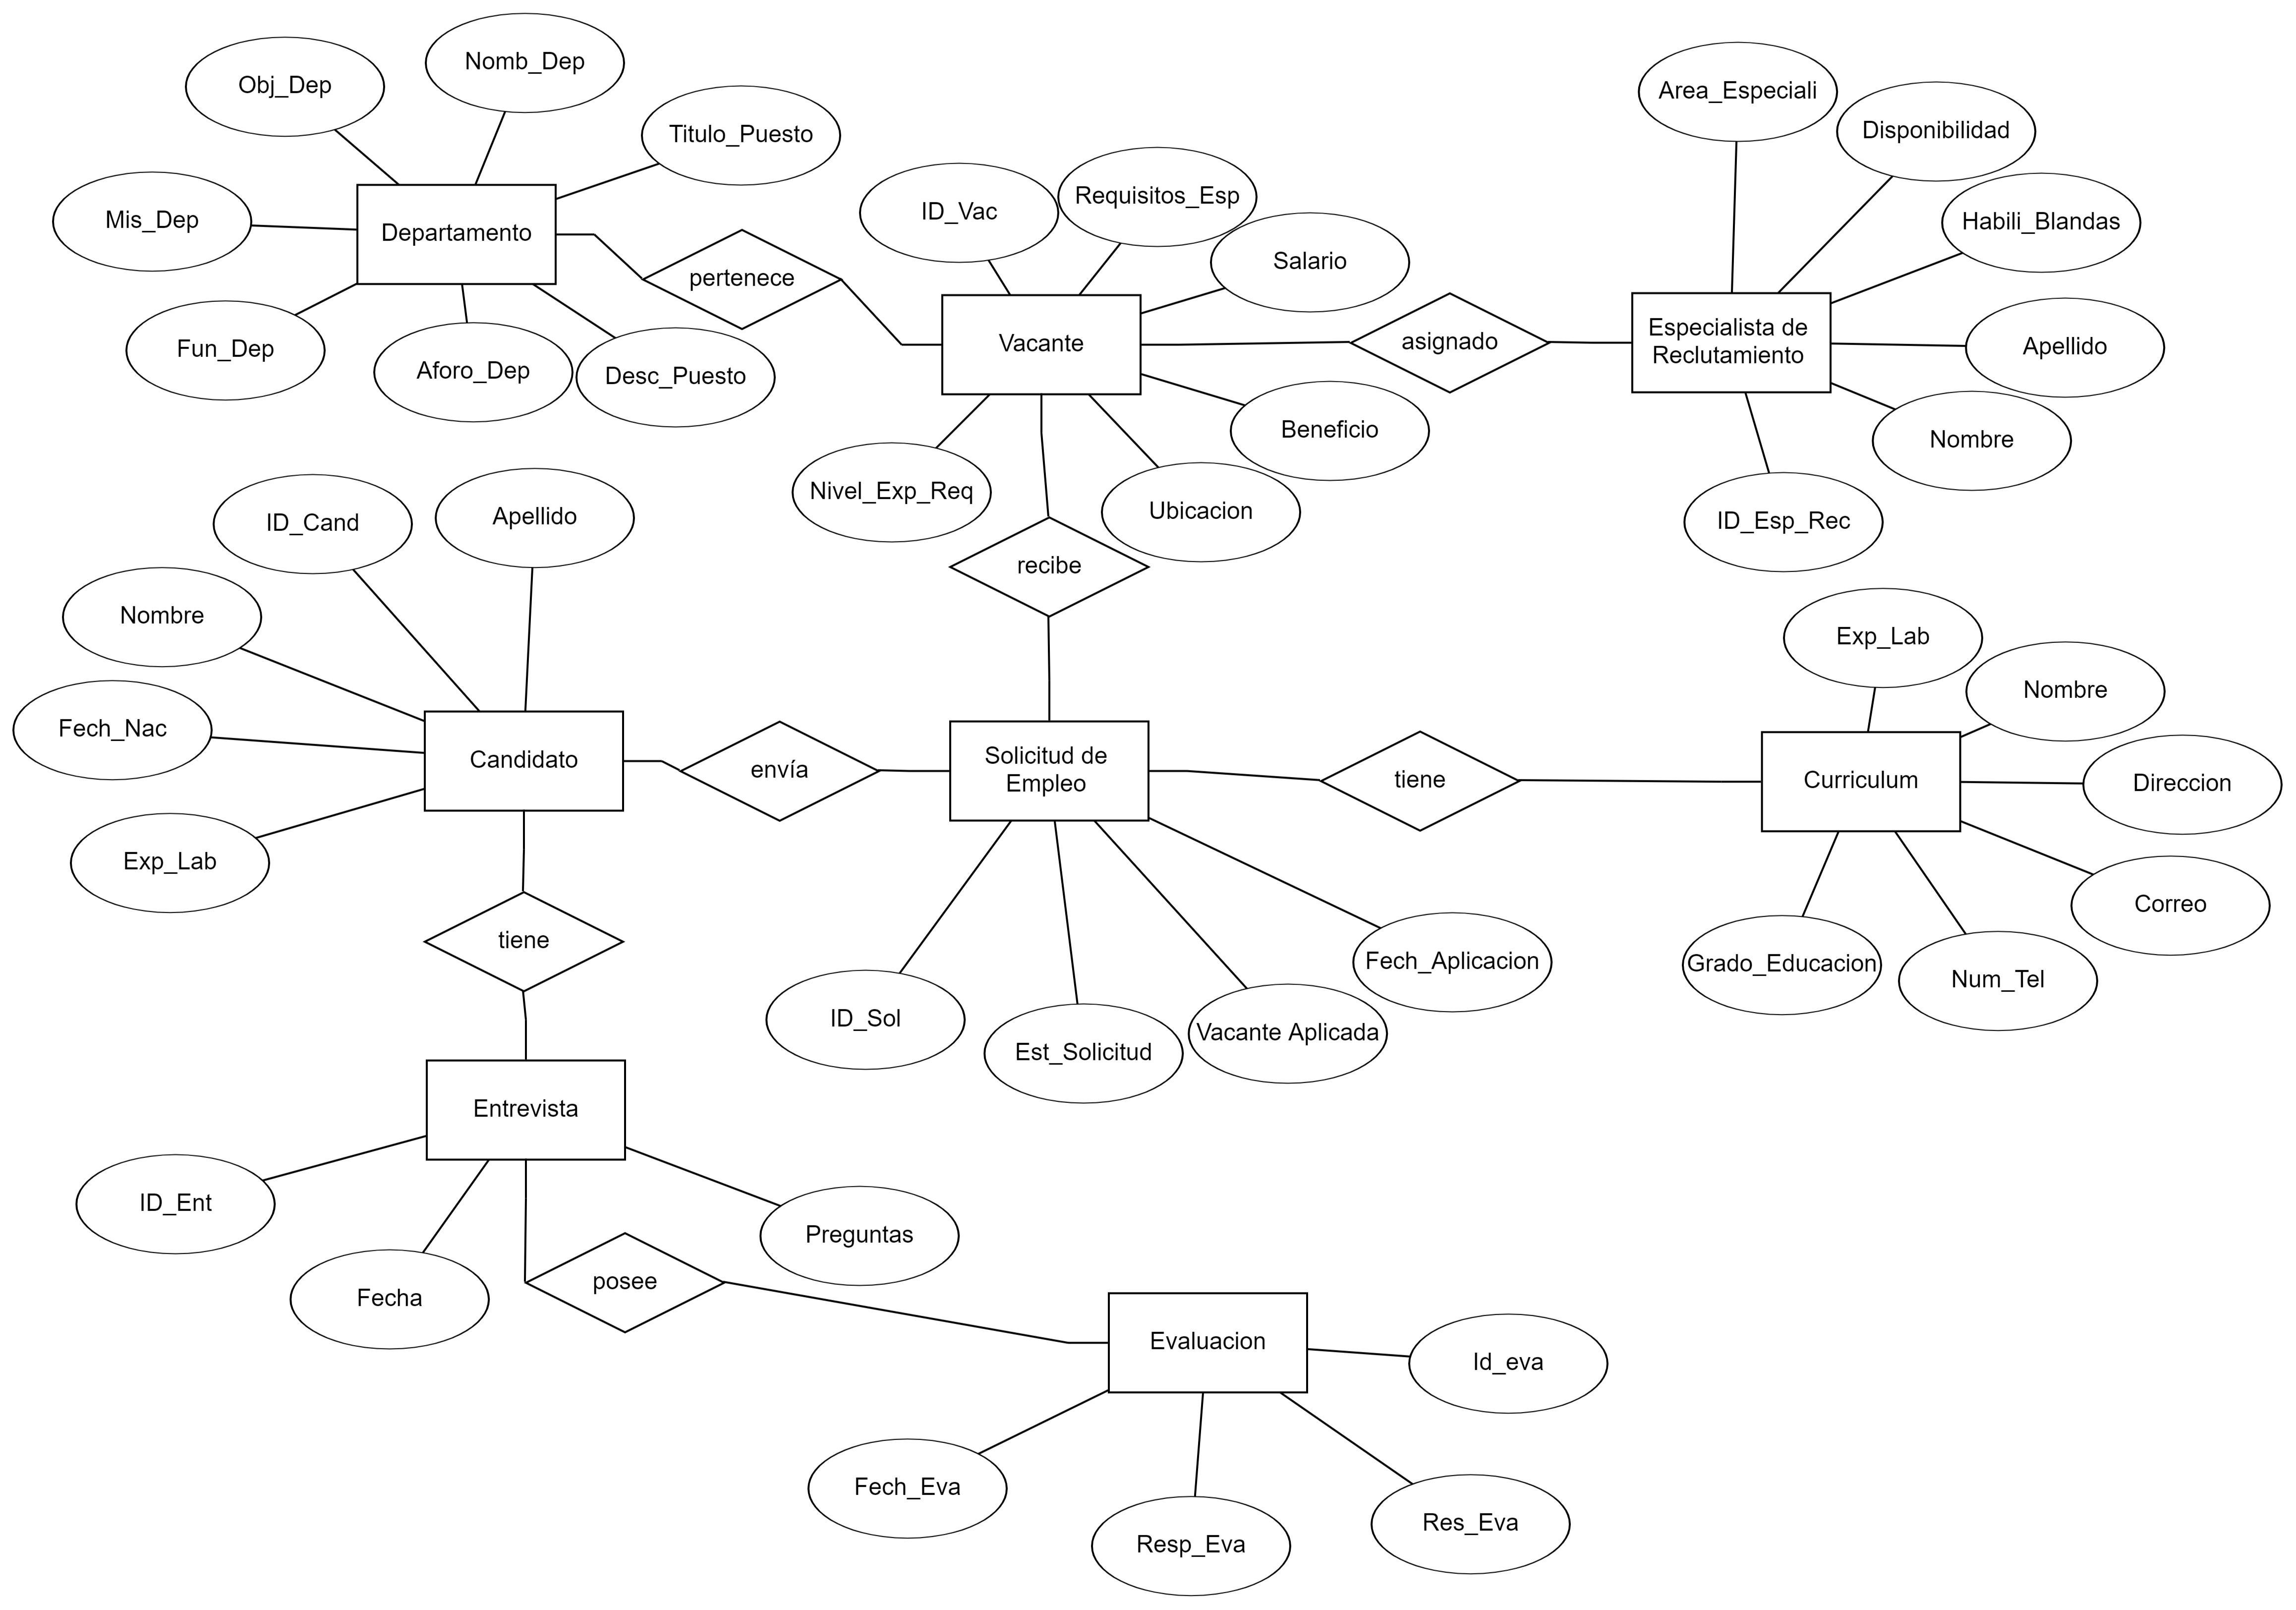 Nomb_Dep
Obj_Dep
Titulo_Puesto
Mis_Dep
Departamento
pertenece
Fun_Dep
Aforo_Dep
Desc_Puesto
ID_Vac
Requisitos_Esp
Salario
Vacante
asignado
Beneficio
Nivel_Exp_Req
Ubicacion
recibe
Area_Especiali
Disponibilidad
Habili_Blandas
Especialista de
Reclutamiento
Apellido
Nombre
ID_Esp_Rec
ID_Cand
Apellido
Nombre
Fech_Nac
Candidato
Exp_Lab
envía
Solicitud de
Empleo
tiene
Exp_Lab
Nombre
Curriculum
Direccion
Correo
Grado_Educacion
Num_Tel
tiene
Fech_Aplicacion
ID_Sol
Est_Solicitud
Vacante Aplicada
Entrevista
ID_Ent
Fecha
Preguntas
posee
Evaluacion
Id_eva
Fech_Eva
Resp_Eva
Res_Eva